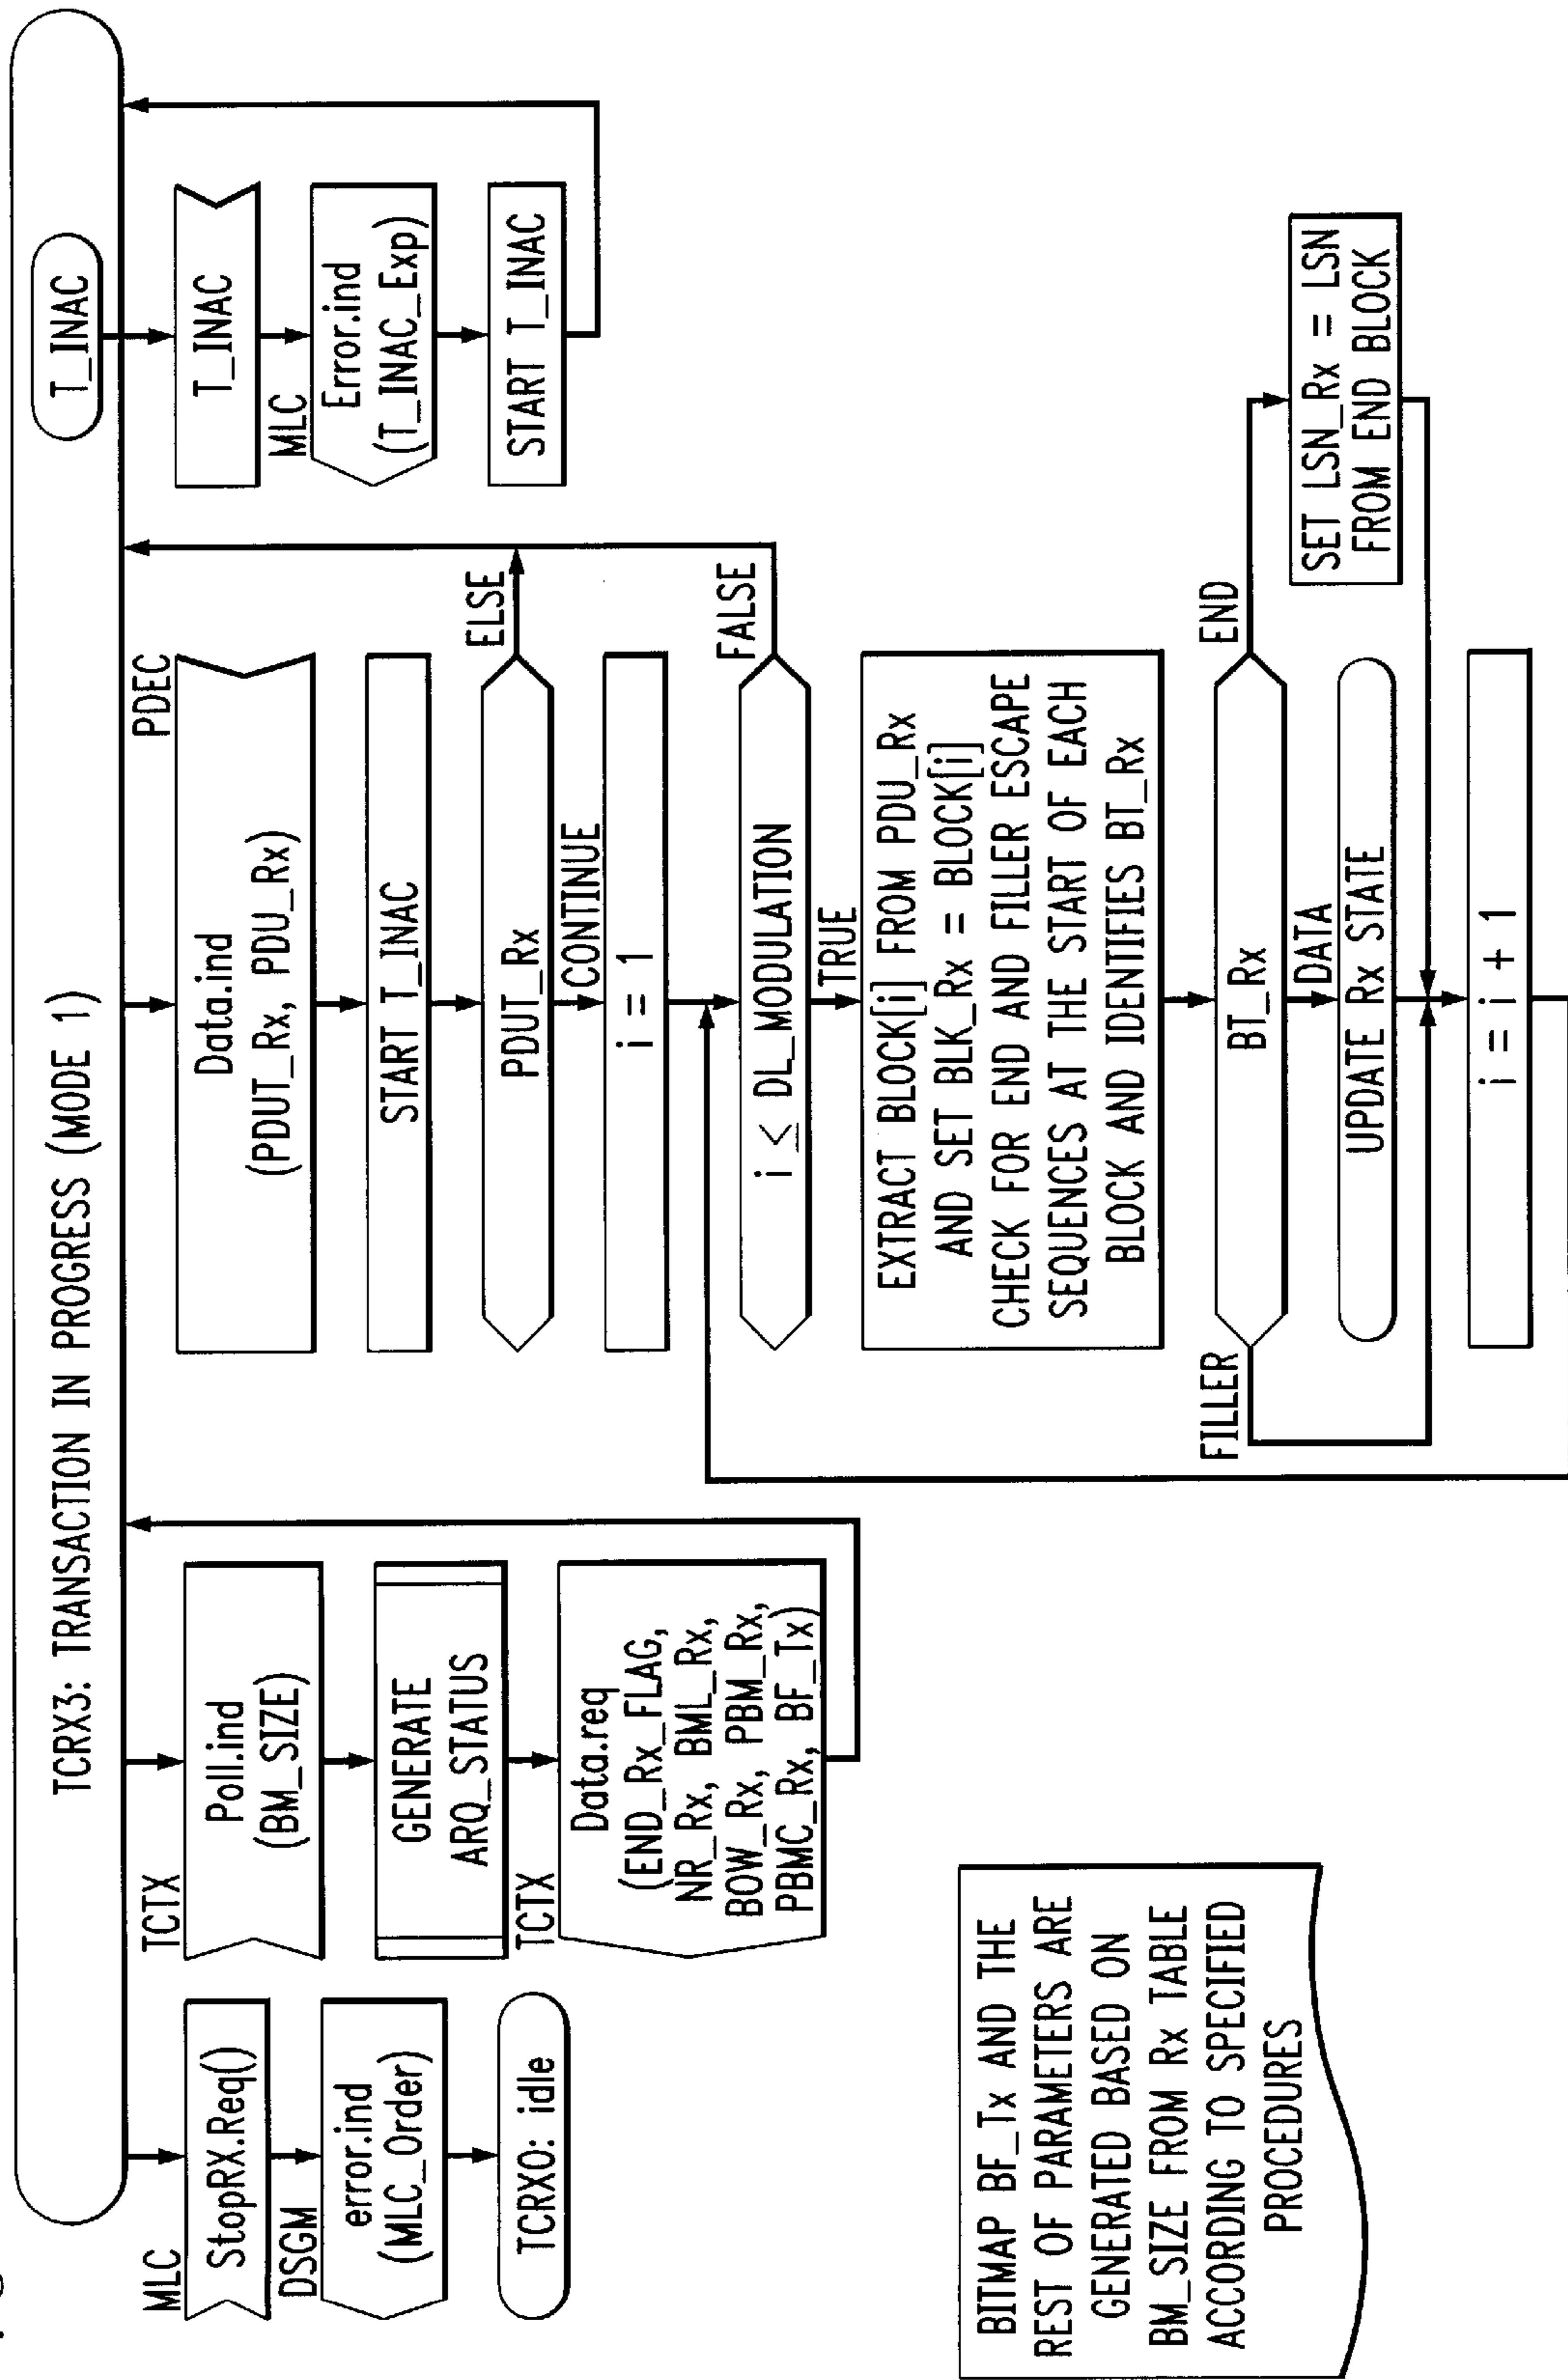 TCRX3: TRANSACTION IN PROGRESS (MODE 1)
MLC
StopRX.Req()
DSGM
error.ind
(MLC_Order)
TCRX0: idle
TCTX
Poll.ind
(BM_SIZE)
GENERATE
ARQ_STATUS
TCTX
Data.req
(END_Rx_FLAG,
NR_Rx, BML_Rx,
BOW_Rx, PBM_Rx,
PBMC_Rx, BF_Tx)
BITMAP BF_Tx AND THE
REST OF PARAMETERS ARE
GENERATED BASED ON
BM_SIZE FROM Rx TABLE
ACCORDING TO SPECIFIED
PROCEDURES
PDEC
Data.ind
(PDUT_Rx, PDU_Rx)
START T_INAC
PDUT_Rx
ELSE
CONTINUE
i = 1
i ≤ DL_MODULATION
FALSE
TRUE
EXTRACT BLOCK[i] FROM PDU_Rx
AND SET BLK_Rx = BLOCK[i]
CHECK FOR END AND FILLER ESCAPE
SEQUENCES AT THE START OF EACH
BLOCK AND IDENTIFIES BT_Rx
FILLER
BT_Rx
END
DATA
UPDATE Rx STATE
SET LSN_Rx = LSN
FROM END BLOCK
i = i + 1
T_INAC
T_INAC
MLC
Error.ind
(T_INAC_Exp)
START T_INAC